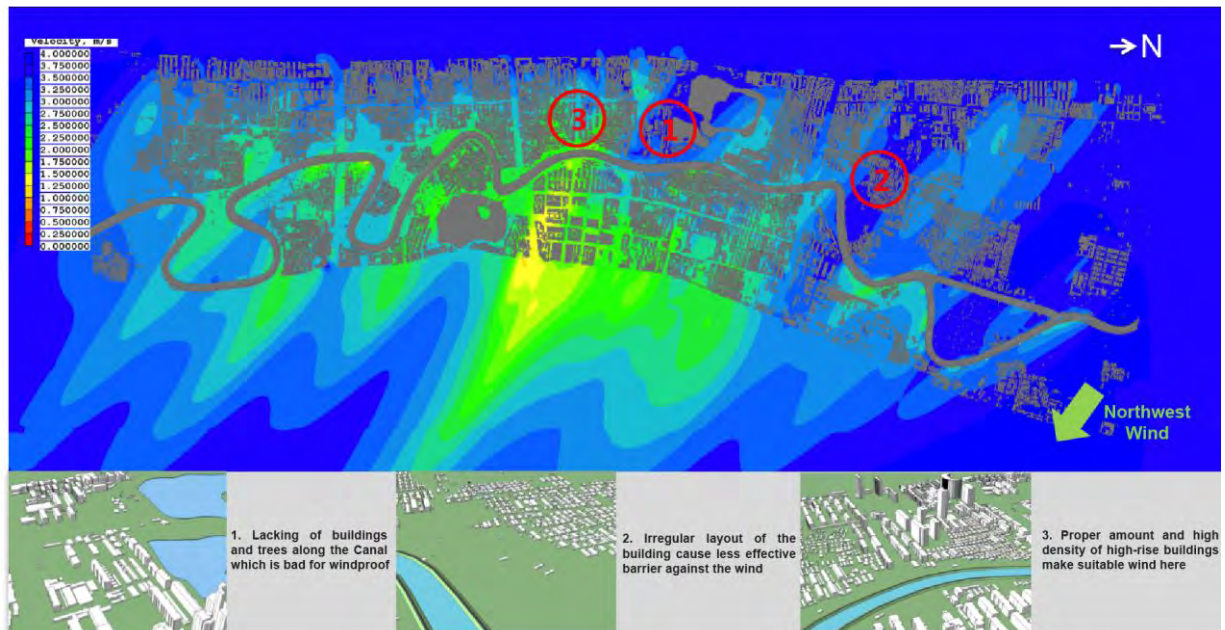 Velocity, m/s
4.000000
3.750000
3.500000
3.250000
3.000000
2.750000
2.500000
2.250000
2.000000
1.750000
1.500000
1.250000
1.000000
0.750000
0.500000
0.250000
0.000000
N
3
1
2
Northwest
Wind
1. Lacking of buildings
and trees along the Canal
which is bad for windproof
2. Irregular layout of the
building cause less effective
barrier against the wind
3. Proper amount and high
density of high-rise buildings
make suitable wind here